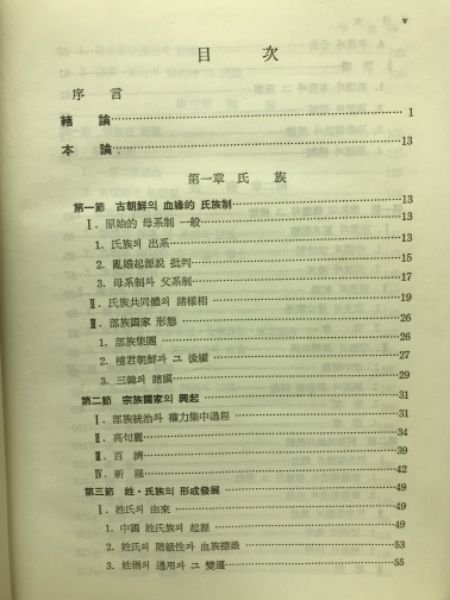 v
目 次
序 言
緖 論……1
本 論……13
第一章 氏 族
第一節 古朝鮮의 血緣的 氏族制……13
Ⅰ. 原始的 母系制 一般……13
1. 氏族의 出系……13
2. 亂婚起源說 批判……15
3. 母系制와 父系制……17
Ⅱ. 氏族共同體의 諸樣相……19
Ⅲ. 部族國家 形態……26
1. 部族集團……26
2. 檀君朝鮮과 그 後繼……27
3. 三韓의 諸國……29
第二節 宗族國家의 興起……31
Ⅰ. 部族統治와 權力集中過程……31
Ⅱ. 高句麗……34
Ⅲ. 百 濟……39
Ⅳ. 新 羅……42
第三節 姓·氏族의 形成發展……49
Ⅰ. 姓氏의 由來……49
1. 中國 姓氏族의 起源……49
2. 姓氏의 階級性과 血族標識……53
3. 姓稱의 通用과 그 變遷……55